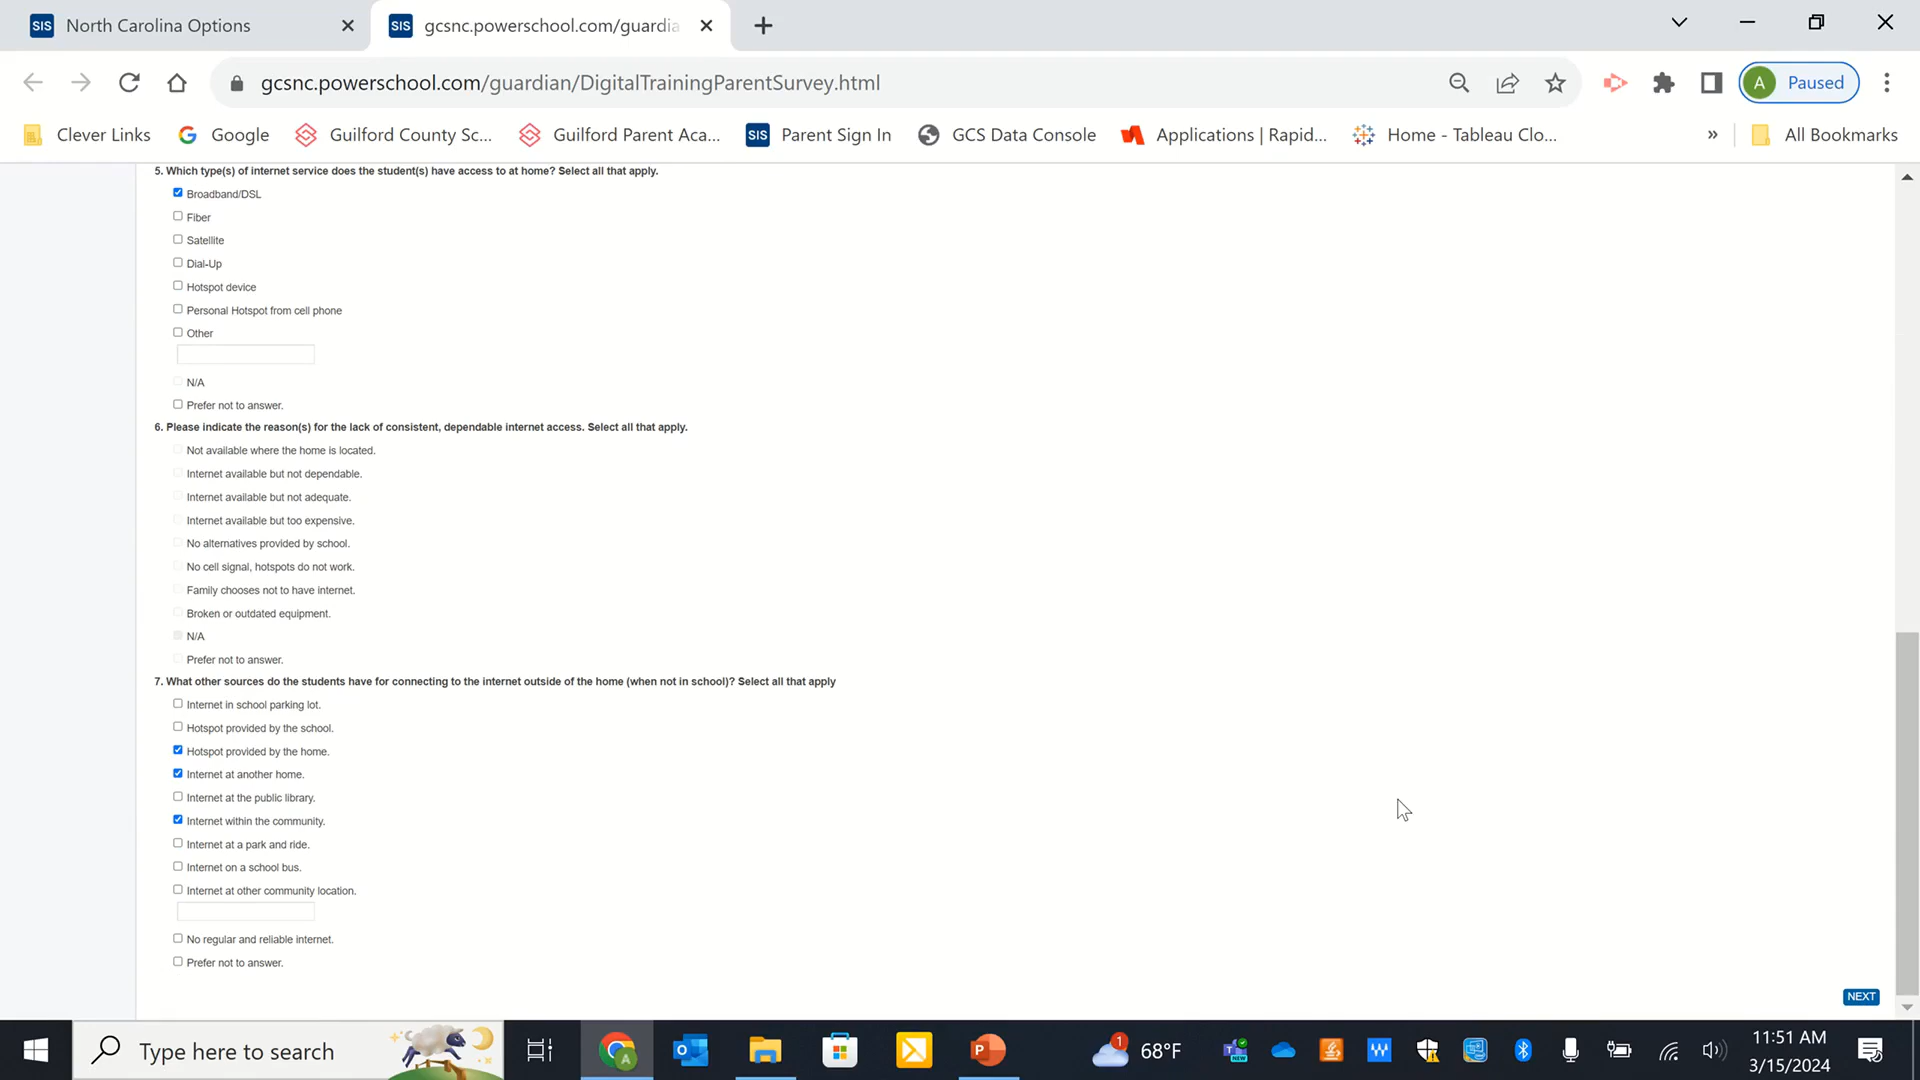 SIS North Carolina Options
SIS gcsnc.powerschool.com/guardia
gcsnc.powerschool.com/guardian/DigitalTrainingParentSurvey.html
A Paused
Clever Links
Google
Guilford County Sc...
Guilford Parent Aca...
SIS Parent Sign In
GCS Data Console
Applications | Rapid...
Home - Tableau Clo...
»
All Bookmarks
5. Which type(s) of internet service does the student(s) have access to at home? Select all that apply.
Broadband/DSL
Fiber
Satellite
Dial-Up
Hotspot device
Personal Hotspot from cell phone
Other
N/A
Prefer not to answer.
6. Please indicate the reason(s) for the lack of consistent, dependable internet access. Select all that apply.
Not available where the home is located.
Internet available but not dependable.
Internet available but not adequate.
Internet available but too expensive.
No alternatives provided by school.
No cell signal, hotspots do not work.
Family chooses not to have internet.
Broken or outdated equipment.
N/A
Prefer not to answer.
7. What other sources do the students have for connecting to the internet outside of the home (when not in school)? Select all that apply
Internet in school parking lot.
Hotspot provided by the school.
Hotspot provided by the home.
Internet at another home.
Internet at the public library.
Internet within the community.
Internet at a park and ride.
Internet on a school bus.
Internet at other community location.
No regular and reliable internet.
Prefer not to answer.
NEXT
Type here to search
1 68°F
11:51 AM
3/15/2024